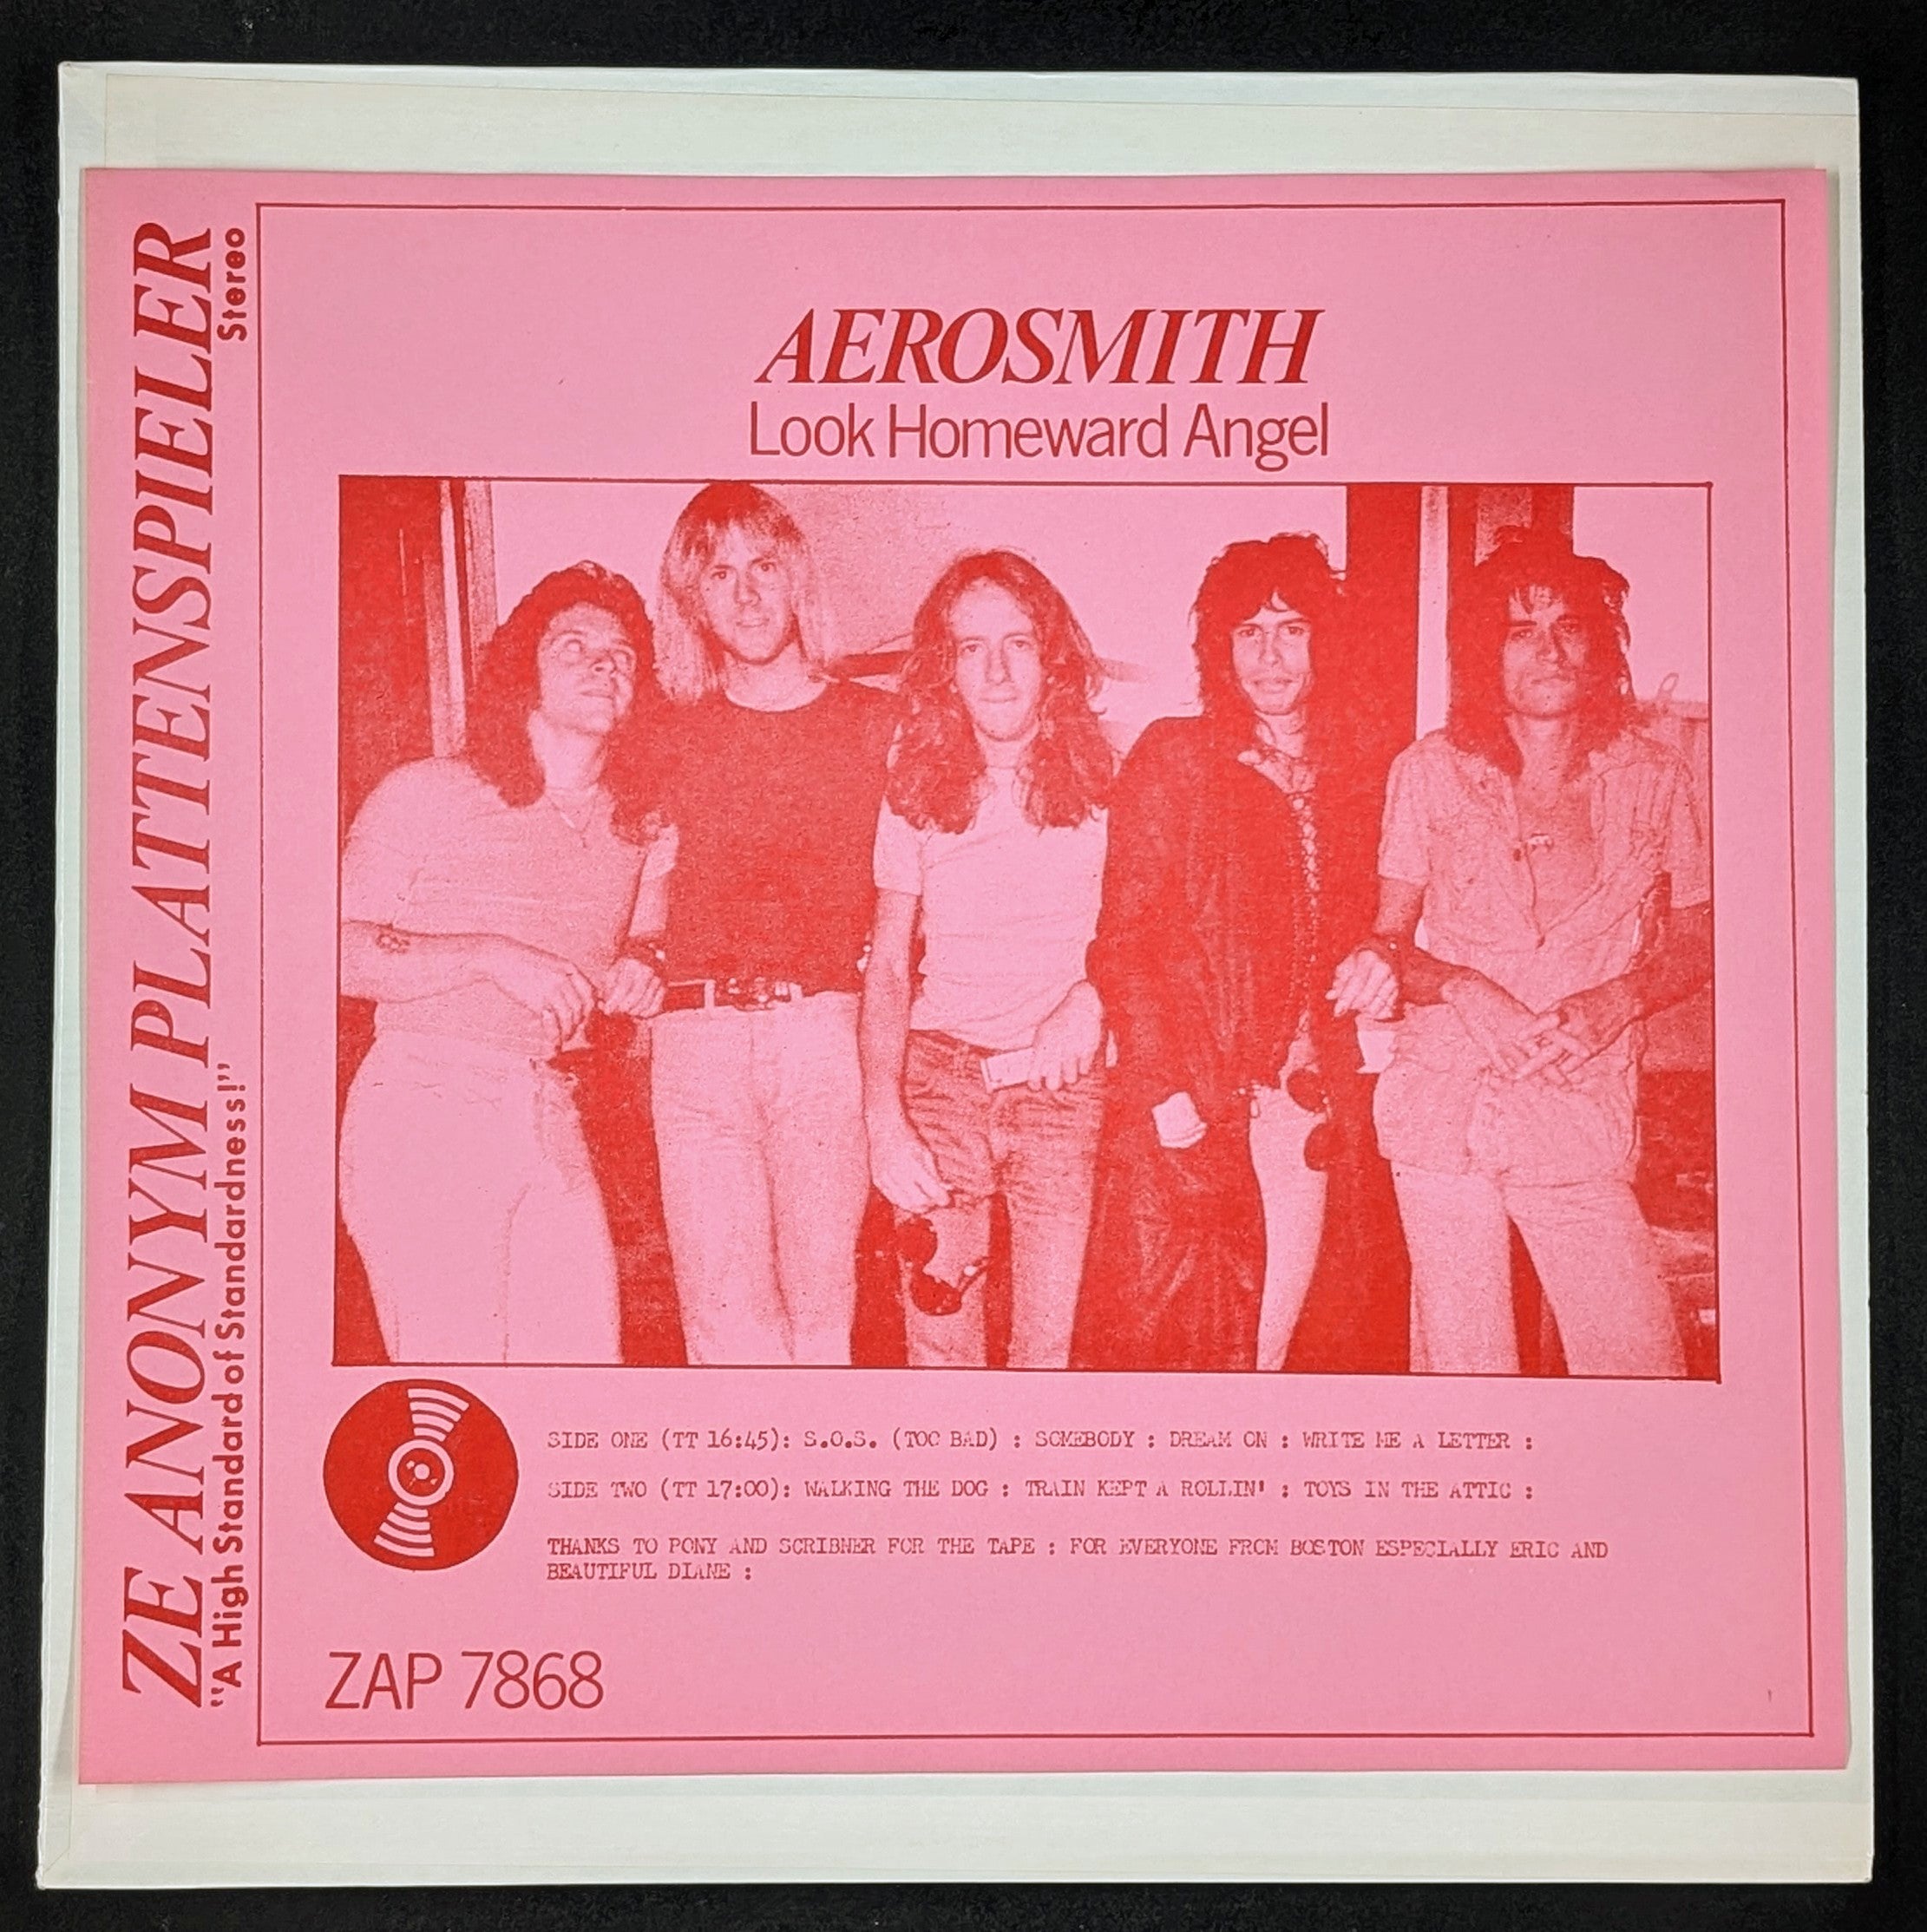 ZE ANONYM PLATTENSPIELER
"A High Standard of Standardness!" Stereo
AEROSMITH
Look Homeward Angel
SIDE ONE (TT 16:45): S.O.S. (TOO BAD) : SOMEBODY : DREAM ON : WRITE ME A LETTER :
SIDE TWO (TT 17:00): WALKING THE DOG : TRAIN KEPT A ROLLIN' : TOYS IN THE ATTIC :
THANKS TO PONY AND SCRIBNER FOR THE TAPE : FOR EVERYONE FROM BOSTON ESPECIALLY ERIC AND
BEAUTIFUL DIANE :
ZAP 7868